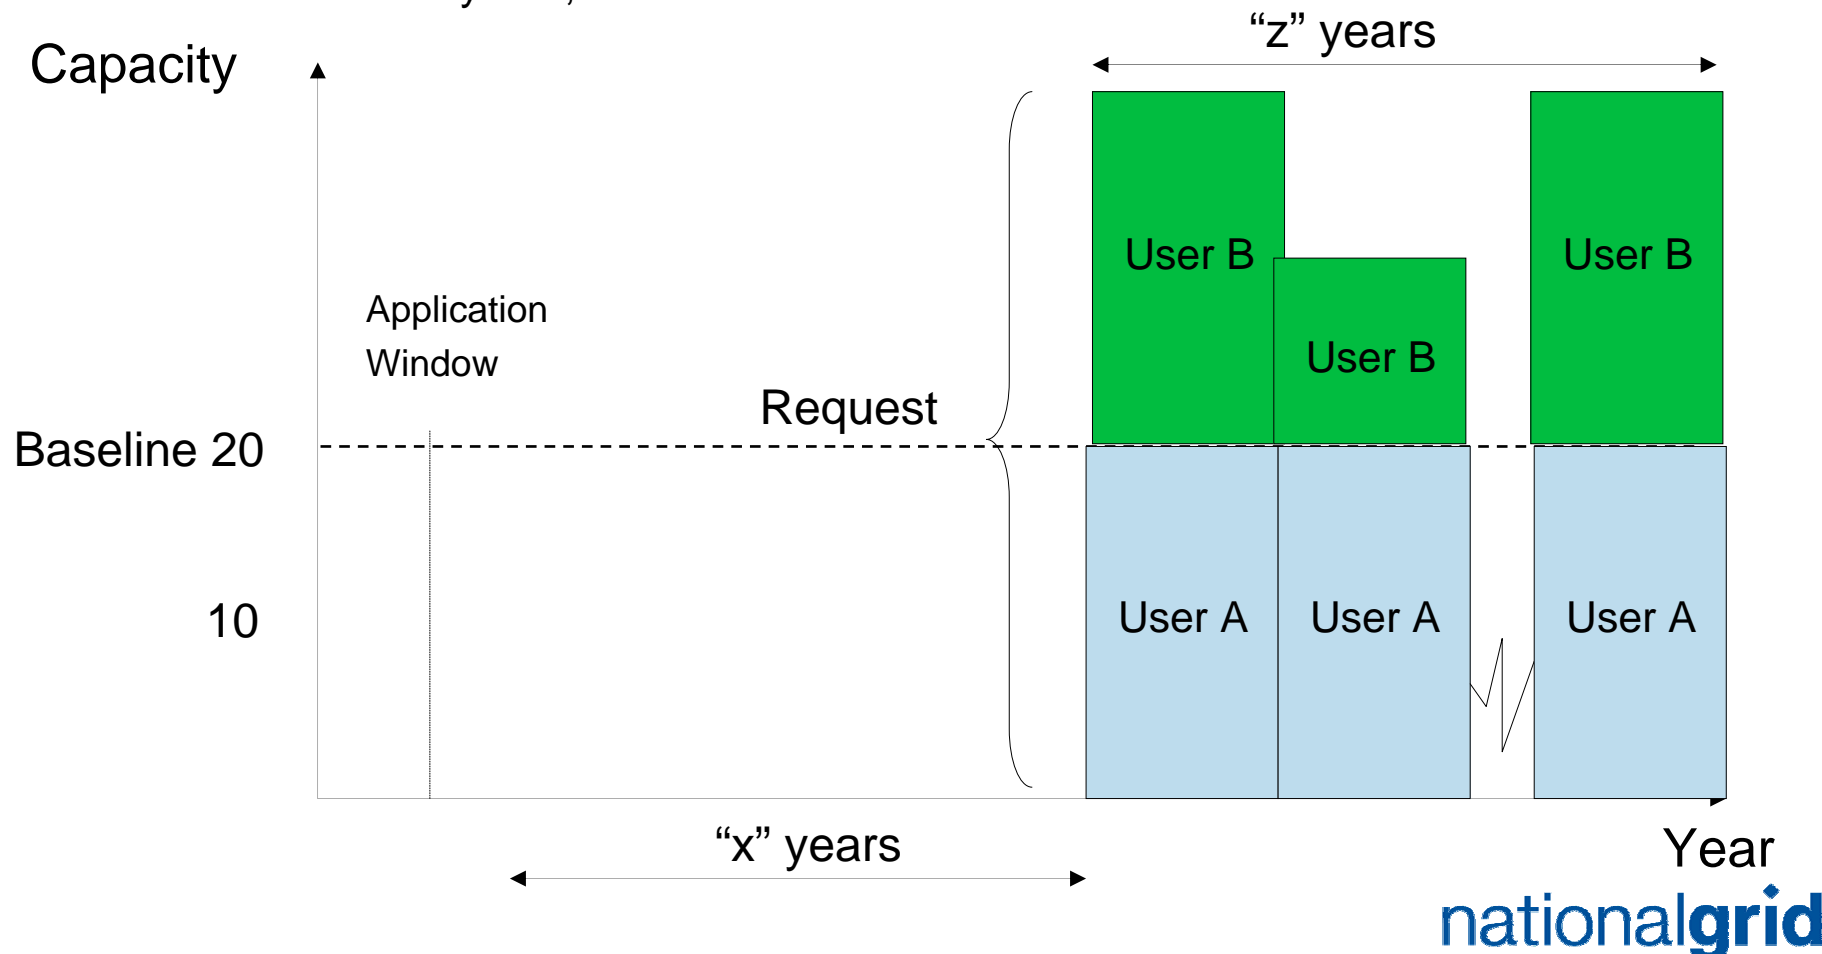 “z” years
Capacity
User B
User B
Application
Window
User B
Request
Baseline 20
10
User A
User A
User A
“x” years
Year
nationalgrid